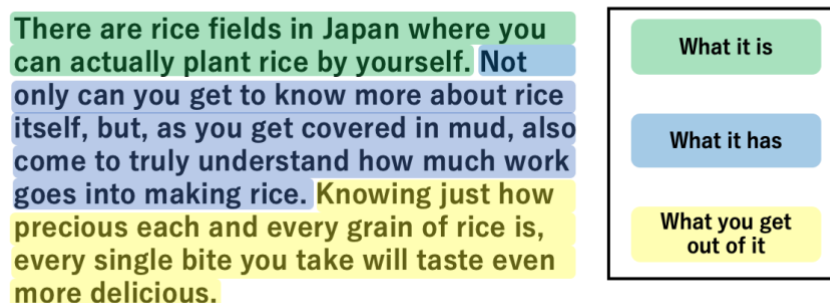 There are rice fields in Japan where you
can actually plant rice by yourself. Not
only can you get to know more about rice
itself, but, as you get covered in mud, also
come to truly understand how much work
goes into making rice. Knowing just how
precious each and every grain of rice is,
every single bite you take will taste even
more delicious.
What it is
What it has
What you get
out of it